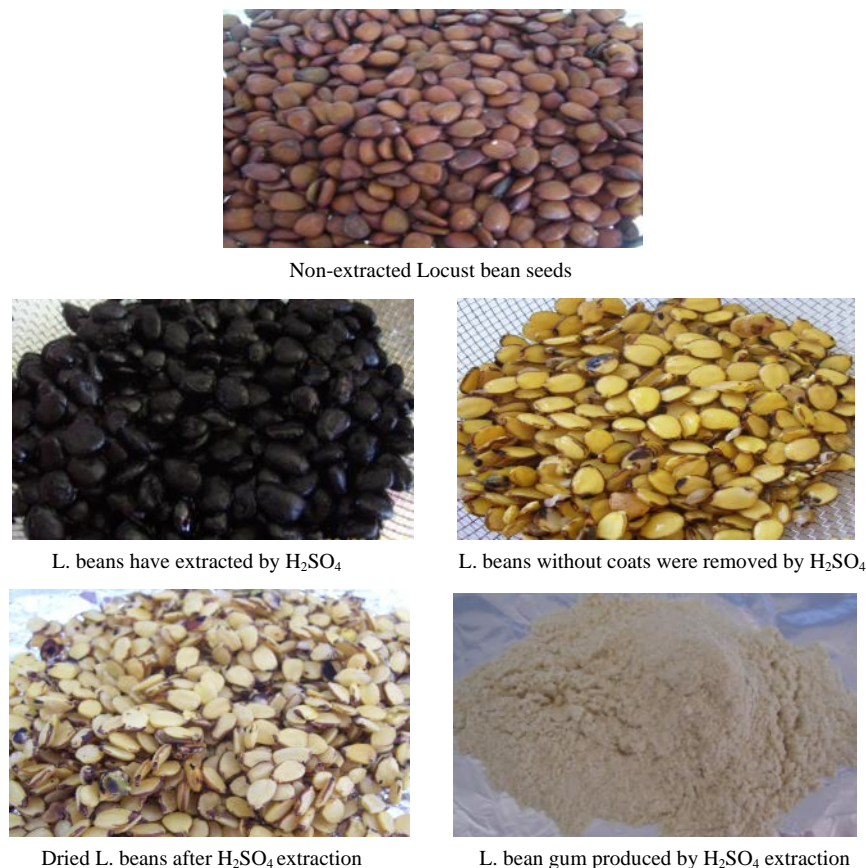 Non-extracted Locust bean seeds
L. beans have extracted by H₂SO₄
L. beans without coats were removed by H₂SO₄
Dried L. beans after H₂SO₄ extraction
L. bean gum produced by H₂SO₄ extraction